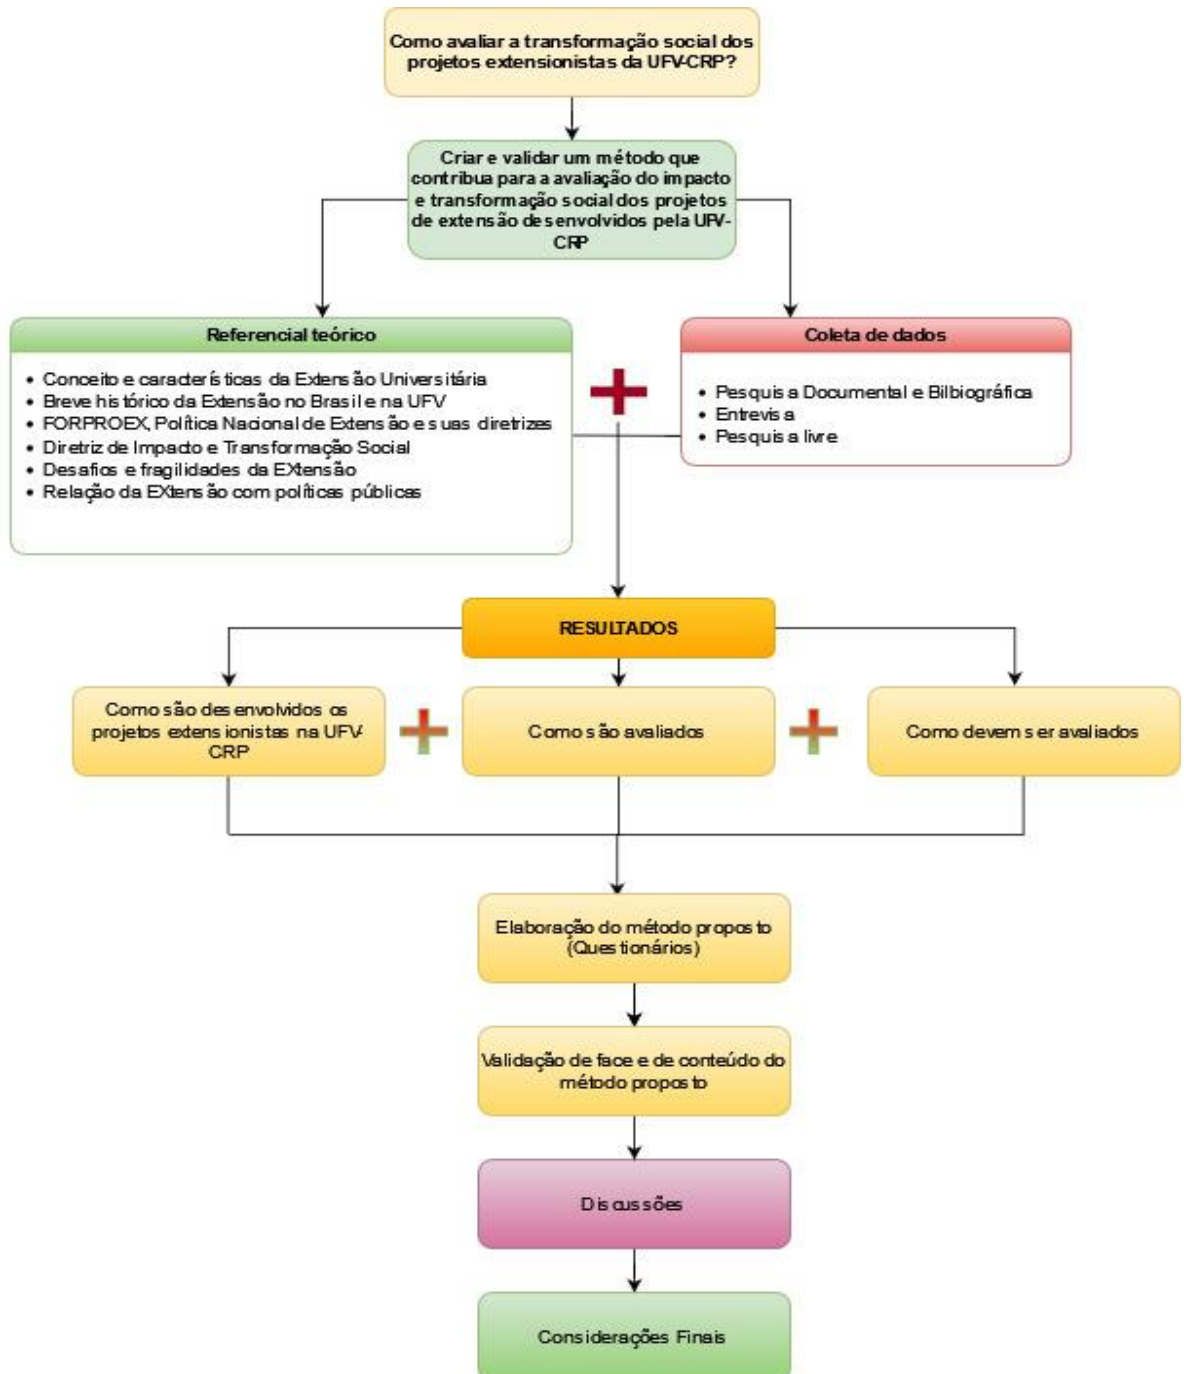 Como avaliar a transformação social dos
projetos extensionistas da UFV-CRP?
Criar e validar um método que
contribua para a avaliação do impacto
e transformação social dos projetos
de extensão desenvolvidos pela UFV-
CRP
Referencial teórico
• Conceito e características da Extensão Universitária
• Breve histórico da Extensão no Brasil e na UFV
• FORPROEX, Política Nacional de Extensão e suas diretrizes
• Diretriz de Impacto e Transformação Social
• Desafios e fragilidades da EXtensão
• Relação da EXtensão com políticas públicas
Coleta de dados
• Pesquisa Documental e Bilbiográfica
• Entrevisa
• Pesquisa livre
RESULTADOS
Como são desenvolvidos os
projetos extensionistas na UFV-
CRP
Como são avaliados
Como devem ser avaliados
Elaboração do método proposto
(Questionários)
Validação de face e de conteúdo do
método proposto
Discussões
Considerações Finais